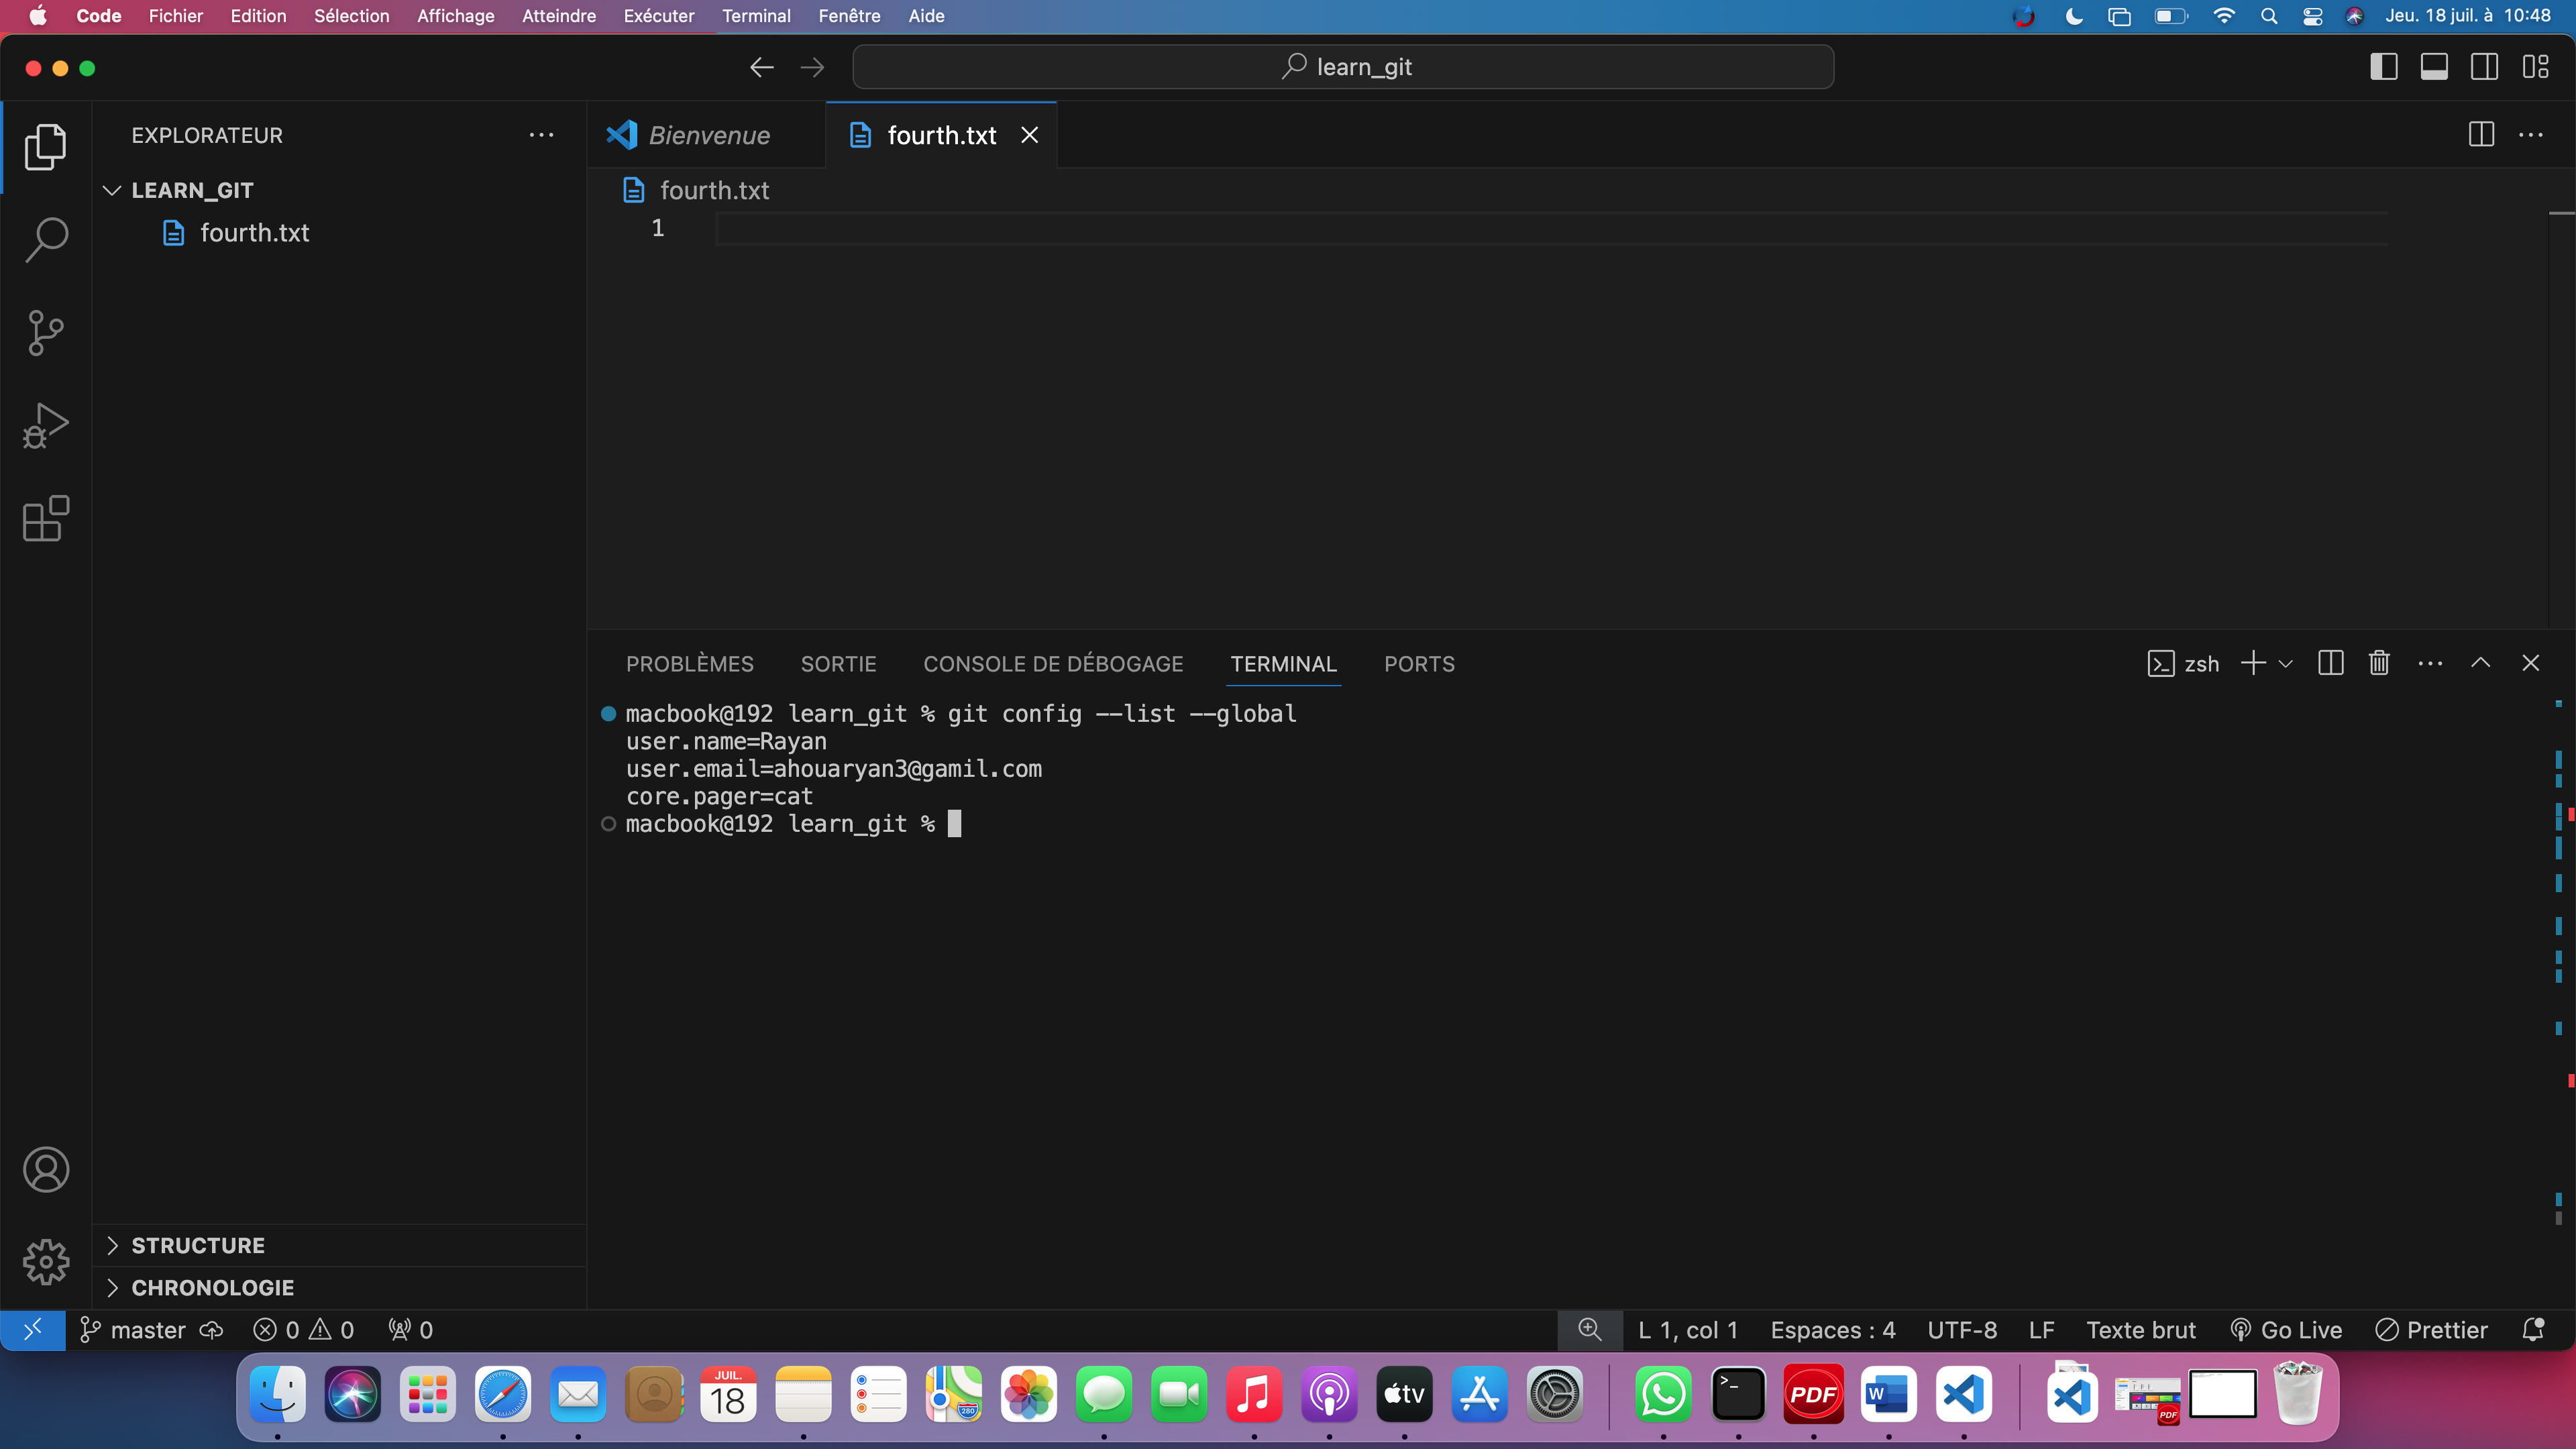 Code Fichier Edition Sélection Affichage Atteindre Exécuter Terminal Fenêtre Aide Jeu. 18 juil. à 10:48
learn_git
EXPLORATEUR
LEARN_GIT
fourth.txt
Bienvenue fourth.txt
fourth.txt
1
PROBLÈMES SORTIE CONSOLE DE DÉBOGAGE TERMINAL PORTS zsh
macbook@192 learn_git % git config --list --global
user.name=Rayan
user.email=ahouaryan3@gamil.com
core.pager=cat
macbook@192 learn_git %
STRUCTURE
CHRONOLOGIE
master 0 0 0 L 1, col 1 Espaces : 4 UTF-8 LF Texte brut Go Live Prettier
JUIL.
18
280
tv
>_
PDF
W
PDF